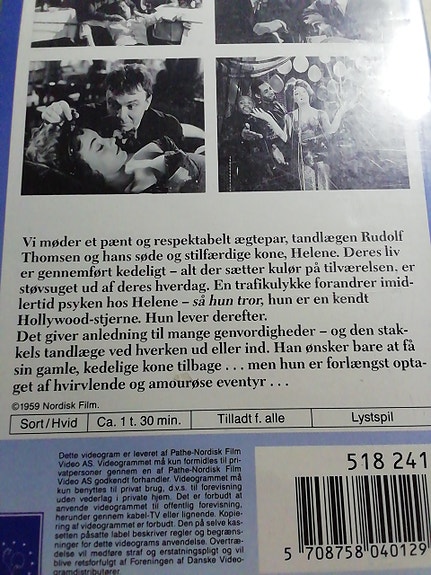 Vi møder et pænt og respektabelt ægtepar, tandlægen Rudolf
Thomsen og hans søde og stilfærdige kone, Helene. Deres liv
er gennemført kedeligt – alt der sætter kulør på tilværelsen, er
støvsuget ud af deres hverdag. En trafikulykke forandrer imid-
lertid psyken hos Helene – så hun tror, hun er en kendt
Hollywood-stjerne. Hun lever derefter.
Det giver anledning til mange genvordigheder – og den stak-
kels tandlæge ved hverken ud eller ind. Han ønsker bare at få
sin gamle, kedelige kone tilbage . . . men hun er forlængst opta-
get af hvirvlende og amourøse eventyr . . .
©1959 Nordisk Film.
Sort/Hvid Ca. 1 t. 30 min. Tilladt f. alle Lystspil
Dette videogram er leveret af Pathe-Nordisk Film
Video AS. Videogrammet må kun formidles til pri-
vatpersoner gennem en af Pathe-Nordisk Film
Video AS godkendt forhandler. Videogrammet må
kun benyttes til privat brug, d.v.s. til forevisning
uden vederlag i private hjem. Det er forbudt at
anvende videogrammet til offentlig forevisning,
herunder gennem kabel-TV eller lignende. Kopie-
ring af videogrammet er forbudt. Den på selve kas-
setten påsatte label beskriver regler og begræns-
ninger for dette videograms anvendelse. Overtræ-
delse vil medføre straf og erstatningspligt og vil
blive retsforfulgt af Foreningen af Danske Video-
gramdistributører.
518 241
5 708758 040129